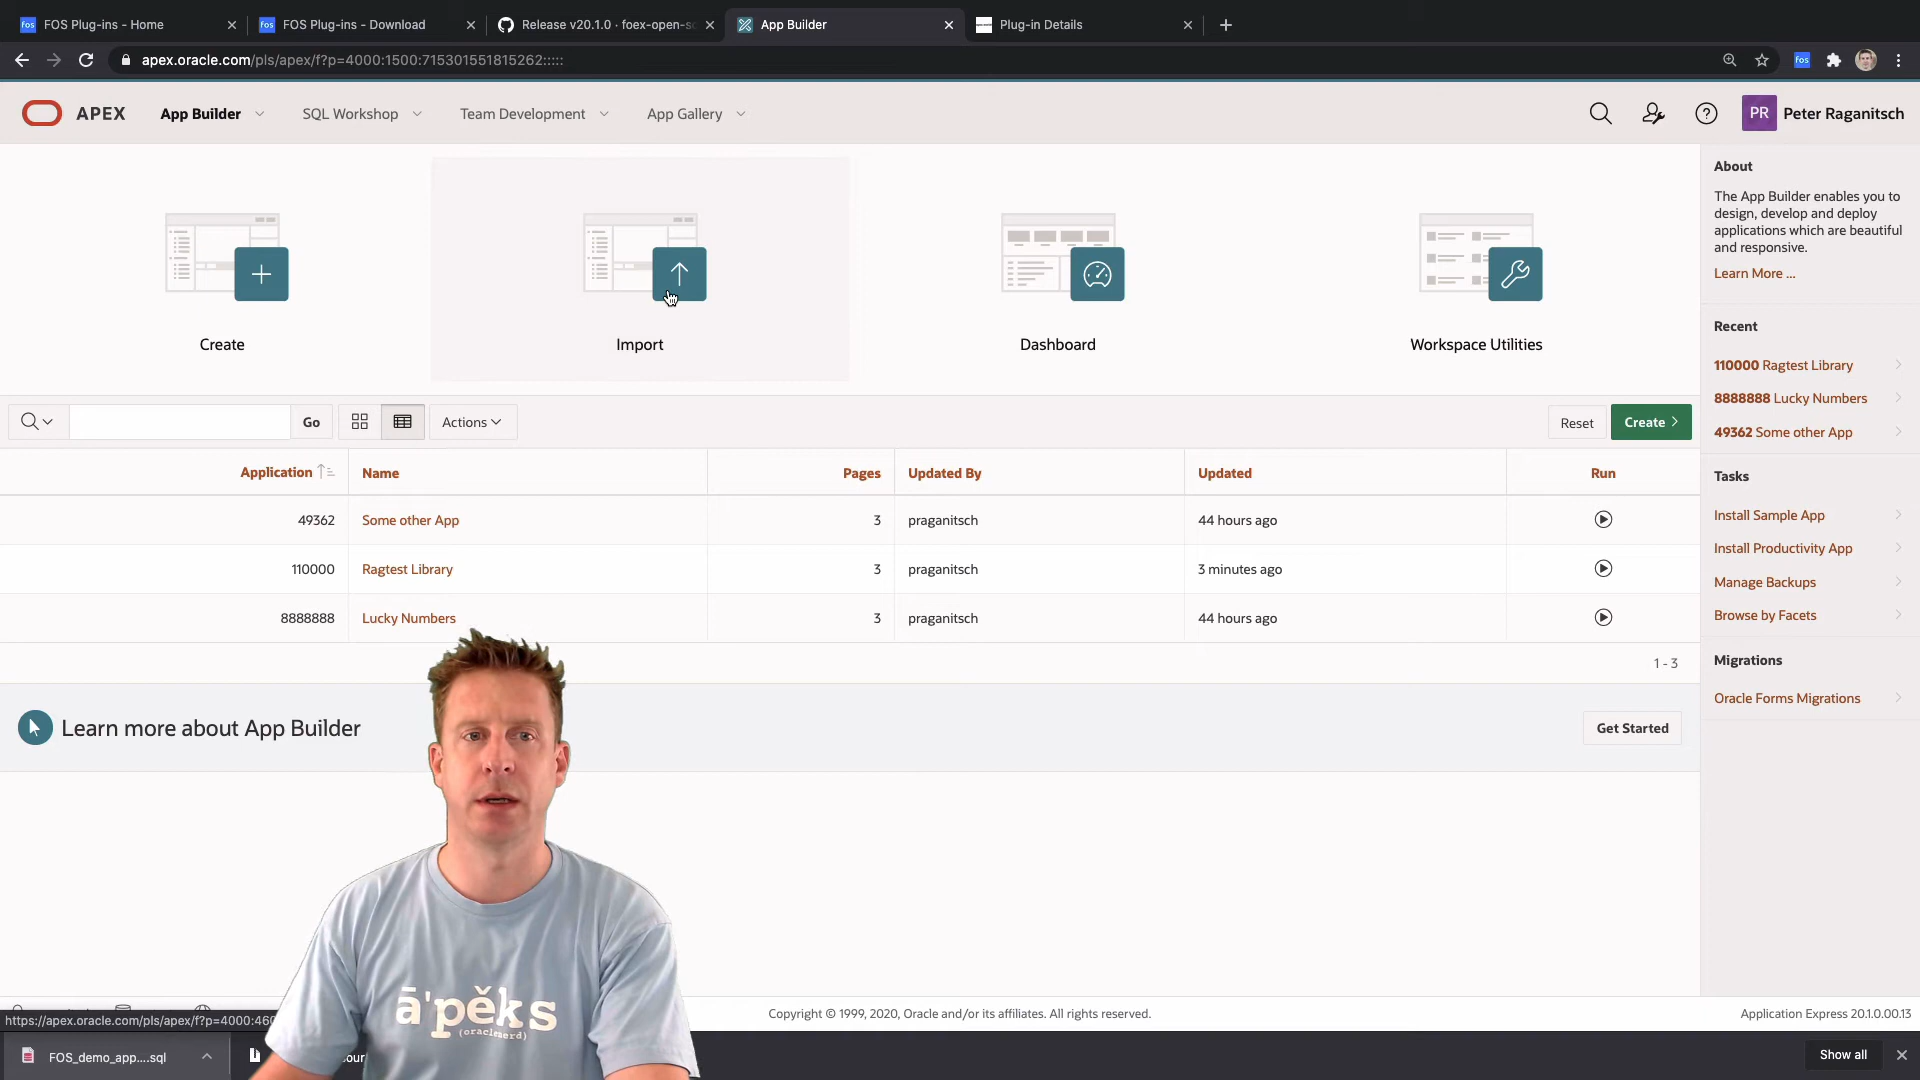 FOS Plug-ins - Home
FOS Plug-ins - Download
Release v20.1.0 · foex-open-so
App Builder
Plug-in Details
apex.oracle.com/pls/apex/f?p=4000:1500:715301551815262:::::
fos
APEX
App Builder
SQL Workshop
Team Development
App Gallery
PR
Peter Raganitsch
Create
Import
Dashboard
Workspace Utilities
Go
Actions
Reset
Create
Application Name Pages Updated By Updated Run
49362 Some other App 3 praganitsch 44 hours ago
110000 Ragtest Library 3 praganitsch 3 minutes ago
8888888 Lucky Numbers 3 praganitsch 44 hours ago
1 - 3
Learn more about App Builder
Get Started
About
The App Builder enables you to
design, develop and deploy
applications which are beautiful
and responsive.
Learn More ...
Recent
110000 Ragtest Library
8888888 Lucky Numbers
49362 Some other App
Tasks
Install Sample App
Install Productivity App
Manage Backups
Browse by Facets
Migrations
Oracle Forms Migrations
ā'pěks
(oraclenerd)
Copyright © 1999, 2020, Oracle and/or its affiliates. All rights reserved.
Application Express 20.1.0.00.13
https://apex.oracle.com/pls/apex/f?p=4000:460
FOS_demo_app....sql
Show all